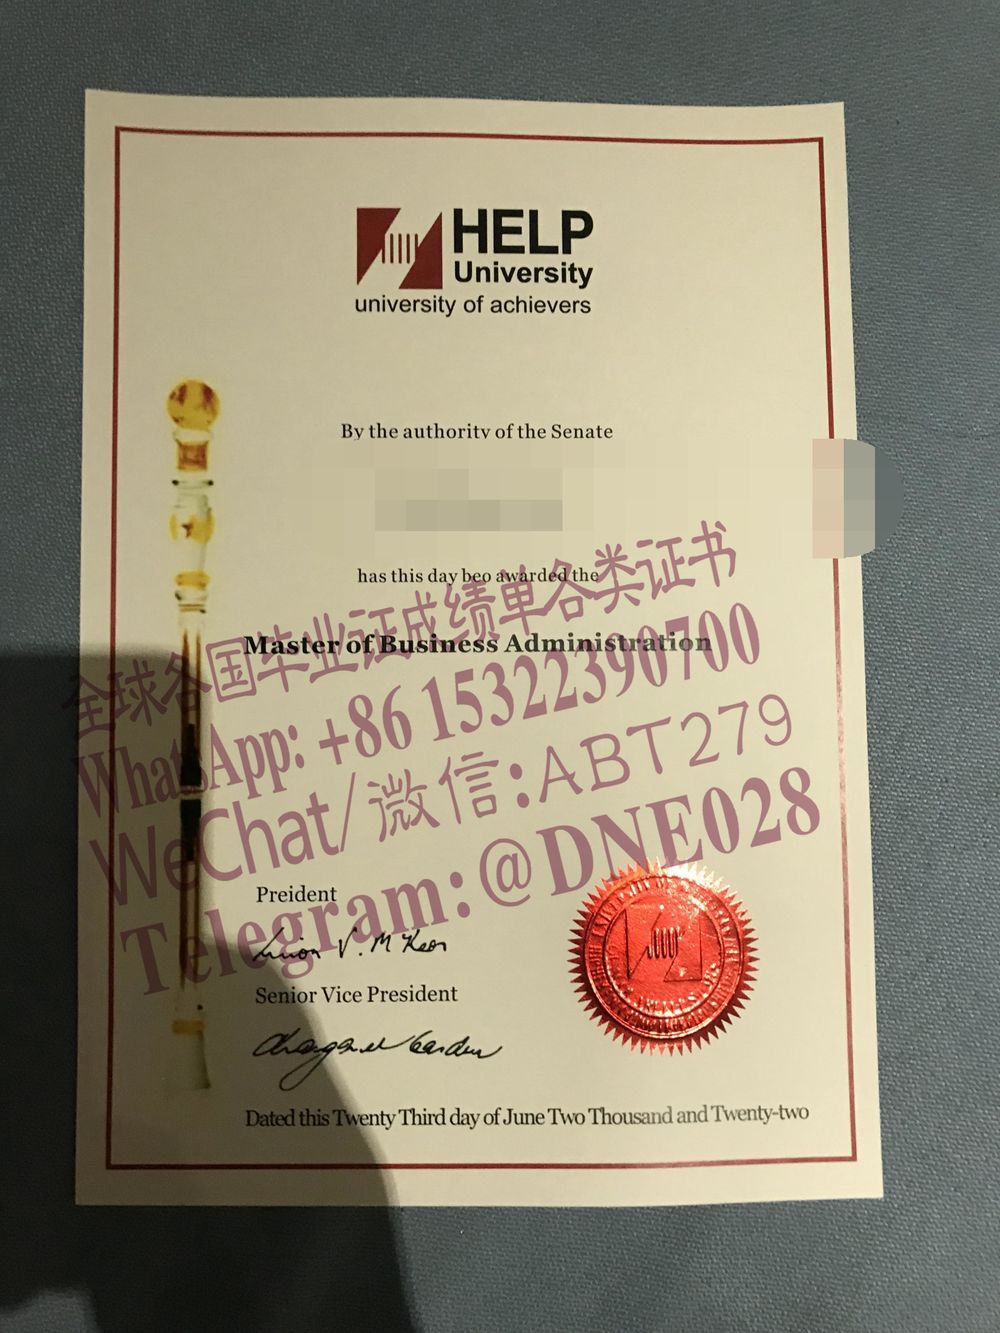 HELP
University
university of achievers
By the authority of the Senate
has this day beo awarded the
Master of Business Administration
全球各国毕业证成绩单各类证书
WhatsApp: +86 15322390700
WeChat/微信:ABT279
Telegram:@DNE028
Preident
Senior Vice President
Dated this Twenty Third day of June Two Thousand and Twenty-two